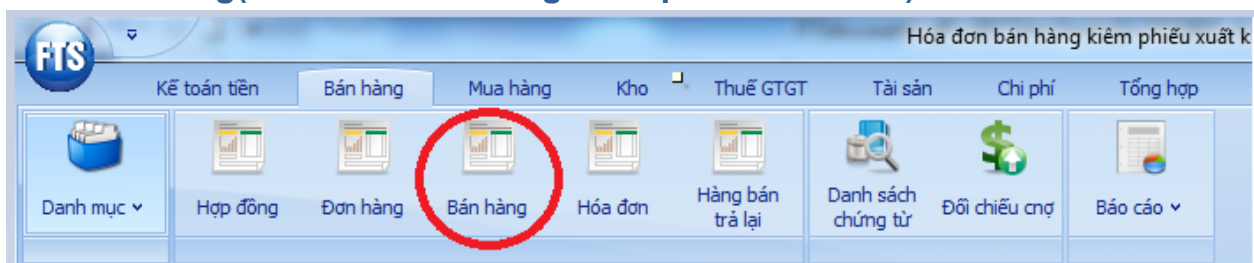 FTS
Hóa đơn bán hàng kiêm phiếu xuất k
Kế toán tiền Bán hàng Mua hàng Kho Thuế GTGT Tài sản Chi phí Tổng hợp
Danh mục Hợp đồng Đơn hàng Bán hàng Hóa đơn Hàng bán trả lại Danh sách chứng từ Đối chiếu cnợ Báo cáo